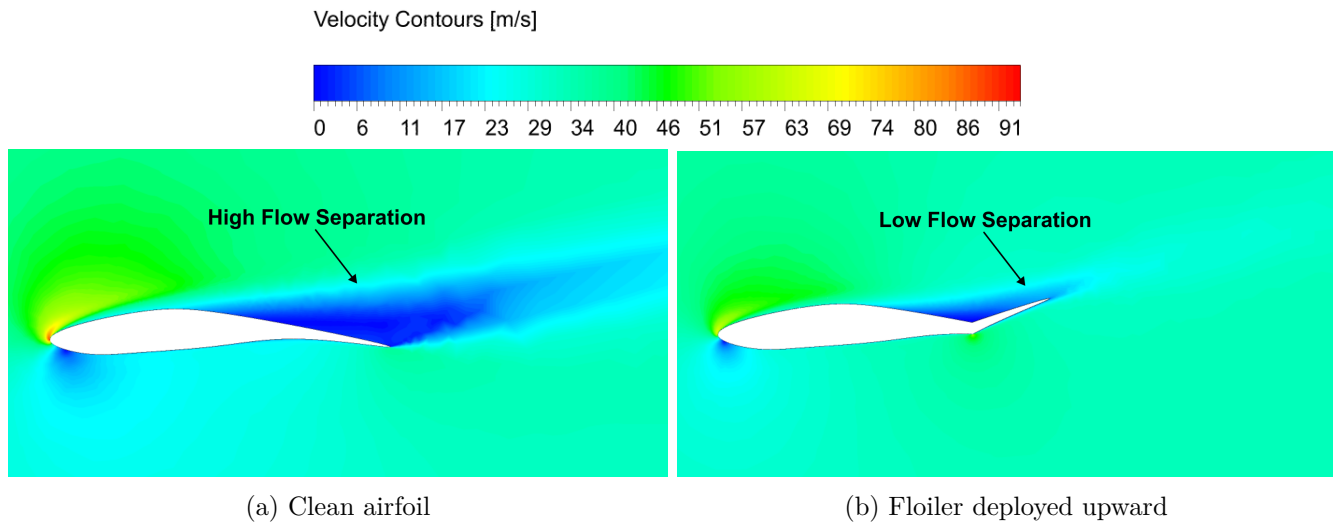 Velocity Contours [m/s]
0 6 11 17 23 29 34 40 46 51 57 63 69 74 80 86 91
High Flow Separation
Low Flow Separation
(a) Clean airfoil
(b) Floiler deployed upward